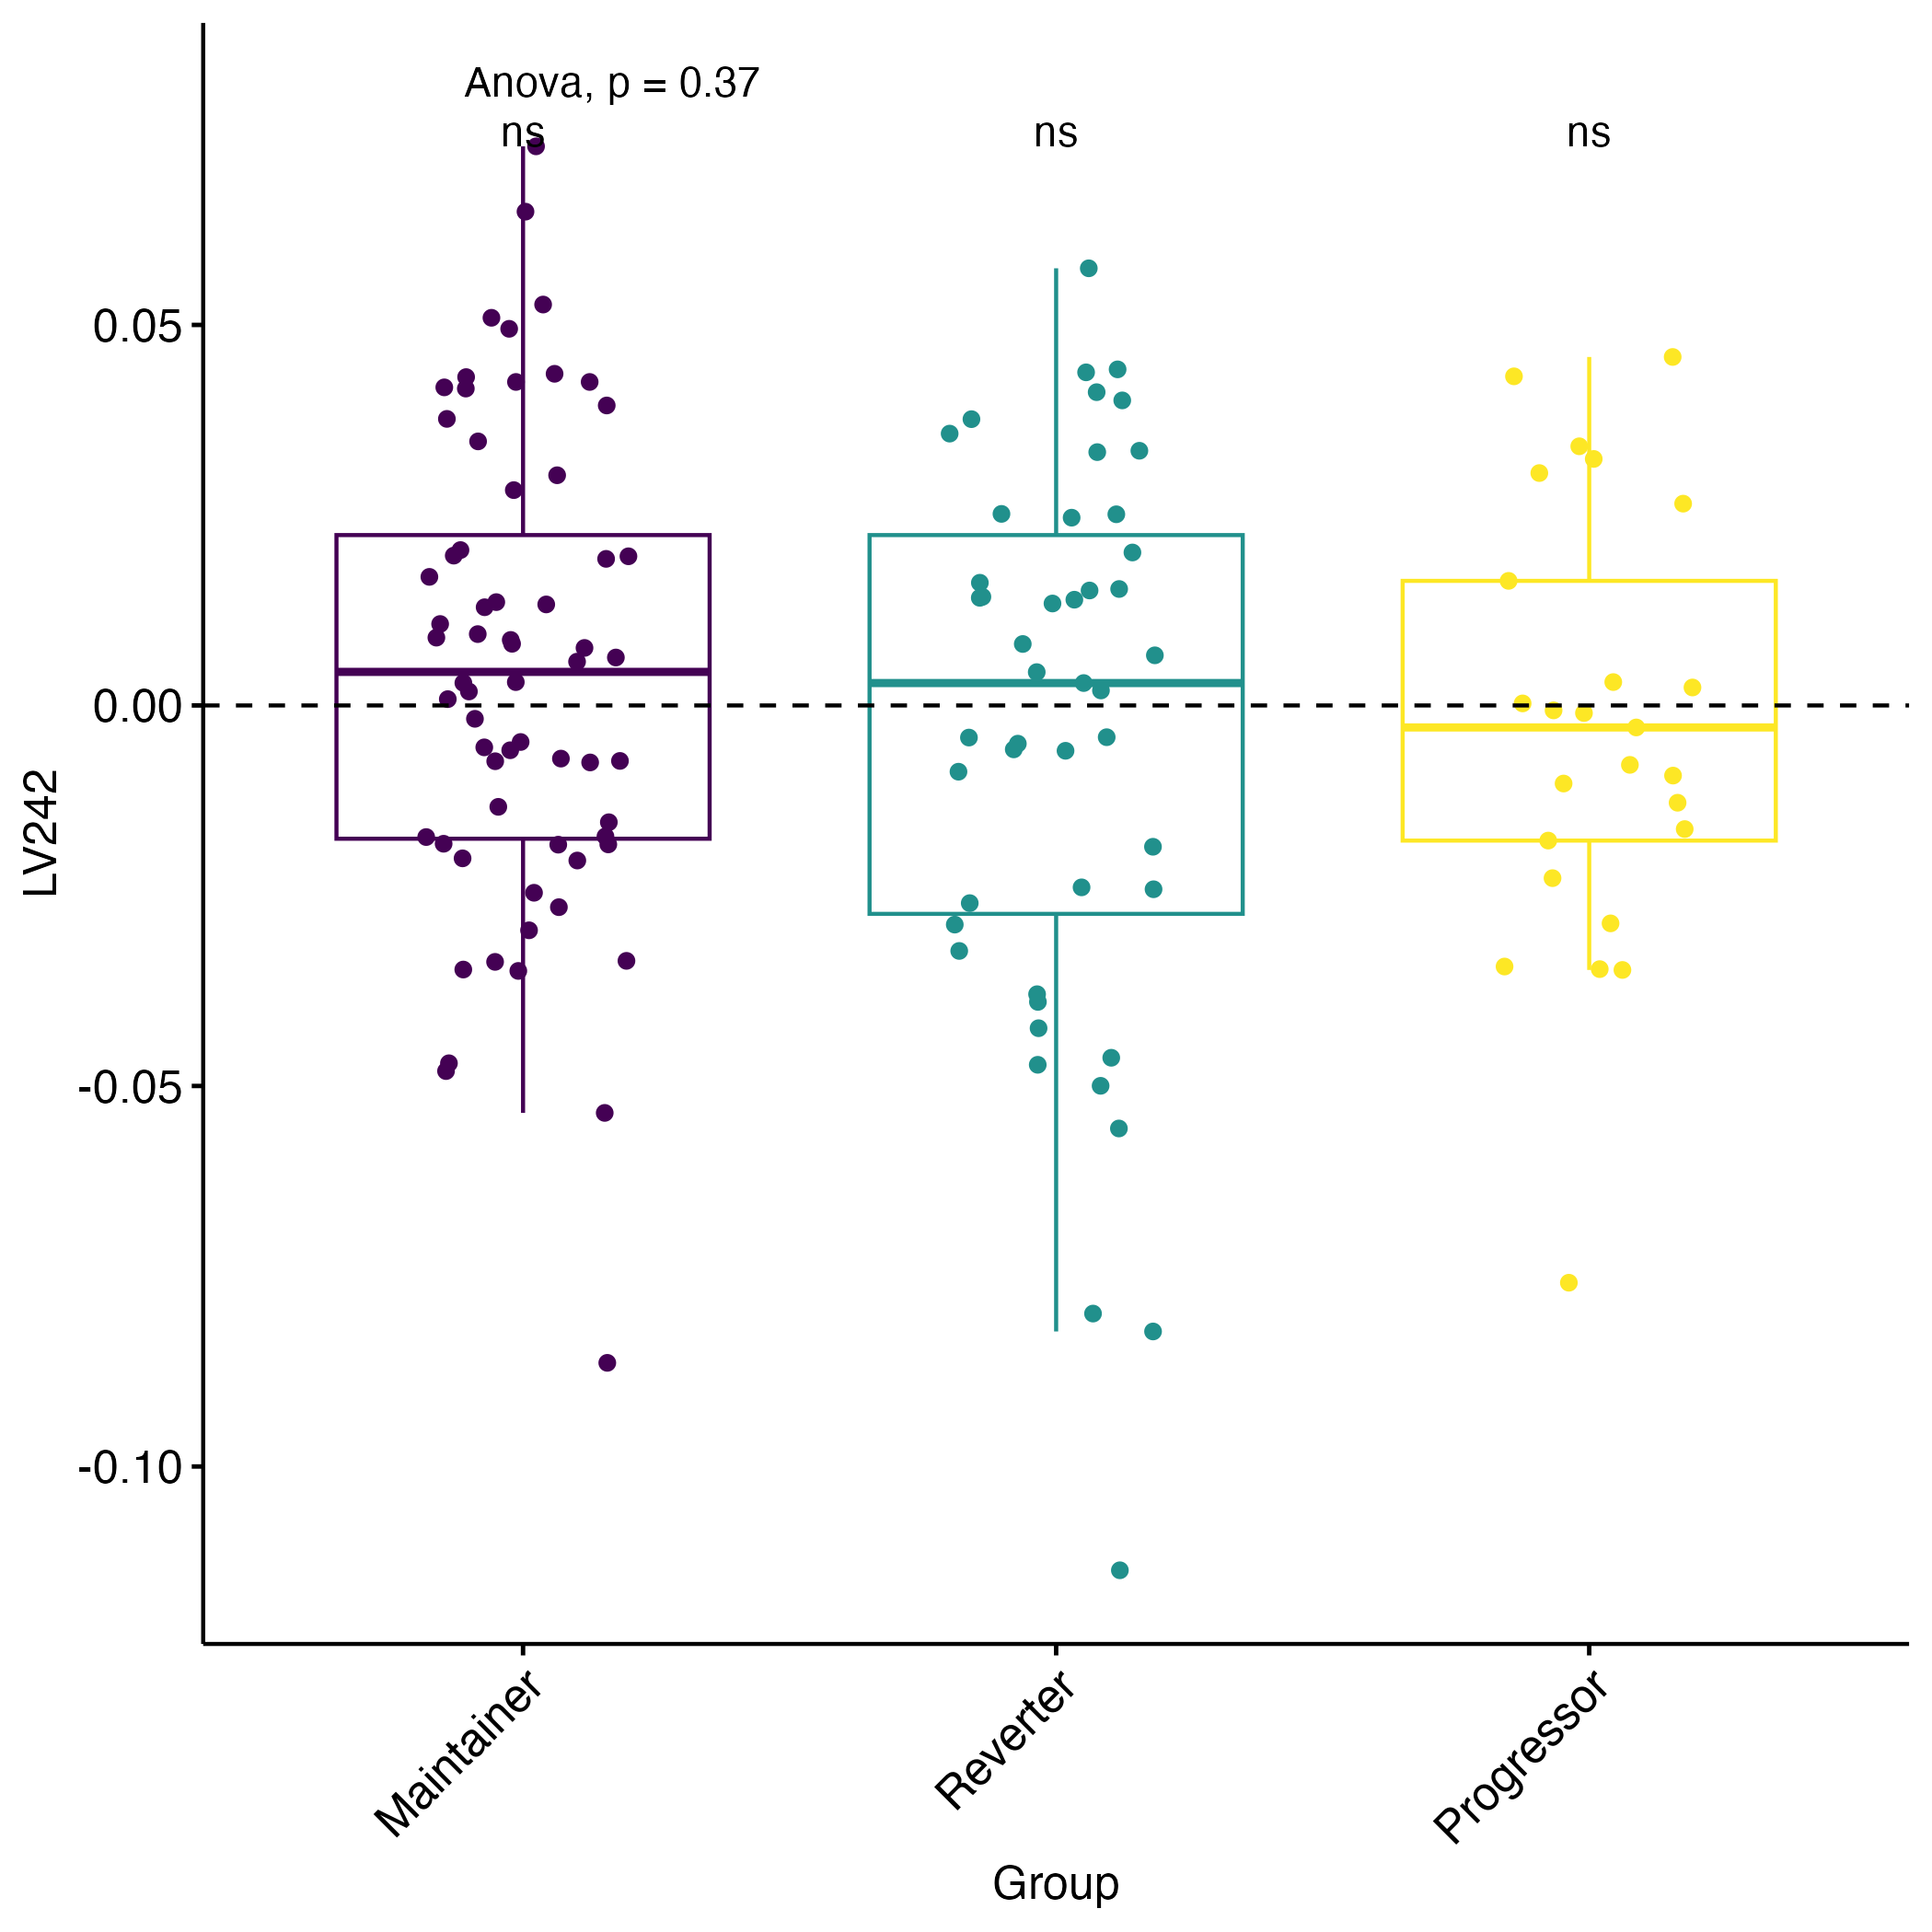 Anova, p = 0.37
ns ns ns
0.05
0.00
-0.05
-0.10
LV242
Maintainer Reverter Progressor
Group